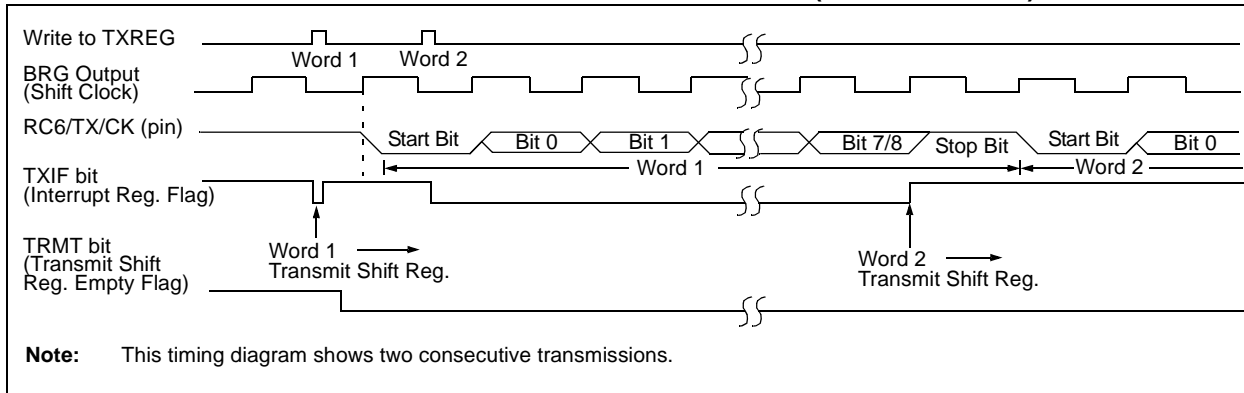 Write to TXREG
Word 1
Word 2
BRG Output
(Shift Clock)
RC6/TX/CK (pin)
Start Bit
Bit 0
Bit 1
Bit 7/8
Stop Bit
Start Bit
Bit 0
Word 1
Word 2
TXIF bit
(Interrupt Reg. Flag)
TRMT bit
(Transmit Shift
Reg. Empty Flag)
Word 1
Transmit Shift Reg.
Word 2
Transmit Shift Reg.
Note: This timing diagram shows two consecutive transmissions.